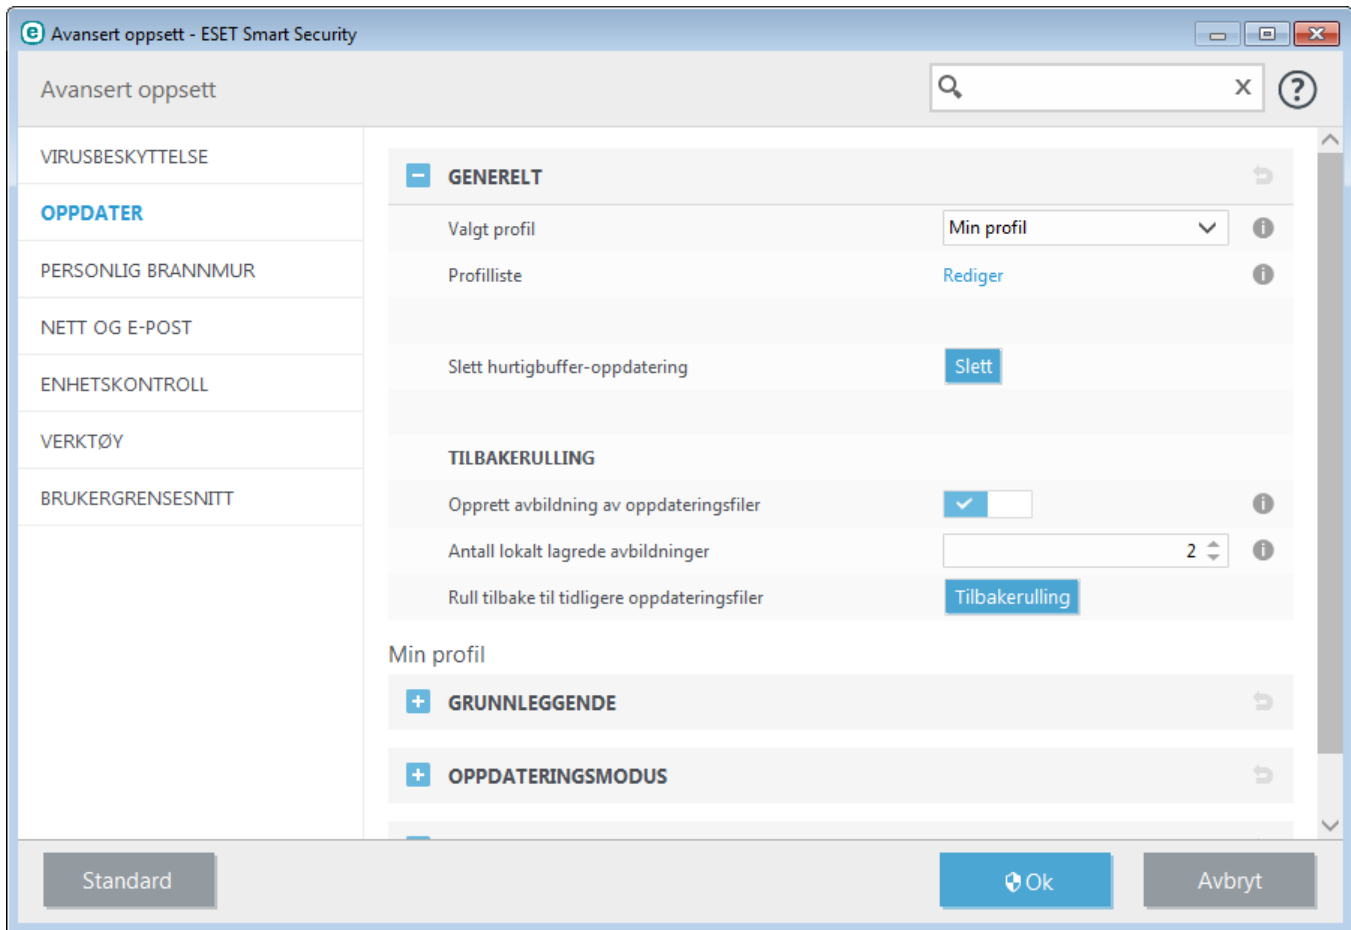 Avansert oppsett - ESET Smart Security
Avansert oppsett
VIRUSBESKYTTELSE
OPPDATER
PERSONLIG BRANNMUR
NETT OG E-POST
ENHETSKONTROLL
VERKTØY
BRUKERGRENSESNITT
GENERELT
Valgt profil Min profil
Profilliste Rediger
Slett hurtigbuffer-oppdatering Slett
TILBAKERULLING
Opprett avbildning av oppdateringsfiler
Antall lokalt lagrede avbildninger 2
Rull tilbake til tidligere oppdateringsfiler Tilbakerulling
Min profil
GRUNNLEGGENDE
OPPDATERINGSMODUS
Standard Ok Avbryt